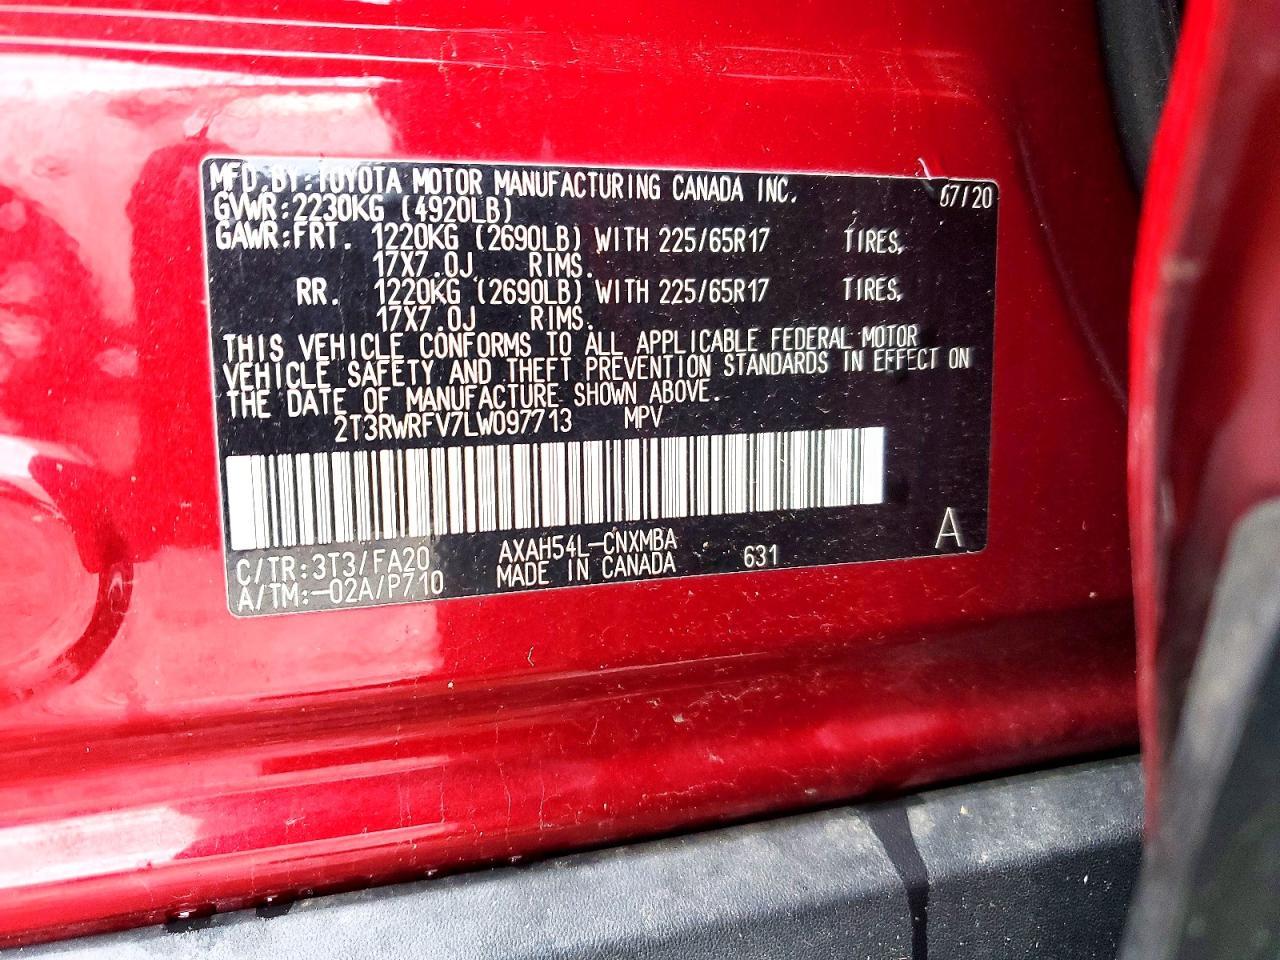 MFD.BY:TOYOTA MOTOR MANUFACTURING CANADA INC. 07/20
GVWR:2230KG (4920LB)
GAWR:FRT. 1220KG (2690LB) WITH 225/65R17 TIRES,
17X7.0J RIMS.
RR. 1220KG (2690LB) WITH 225/65R17 TIRES,
17X7.0J RIMS.
THIS VEHICLE CONFORMS TO ALL APPLICABLE FEDERAL MOTOR
VEHICLE SAFETY AND THEFT PREVENTION STANDARDS IN EFFECT ON
THE DATE OF MANUFACTURE SHOWN ABOVE.
2T3RWRFV7LW097713 MPV
C/TR:3T3/FA20 AXAH54L-CNXMBA A
A/TM:-02A/P710 MADE IN CANADA 631